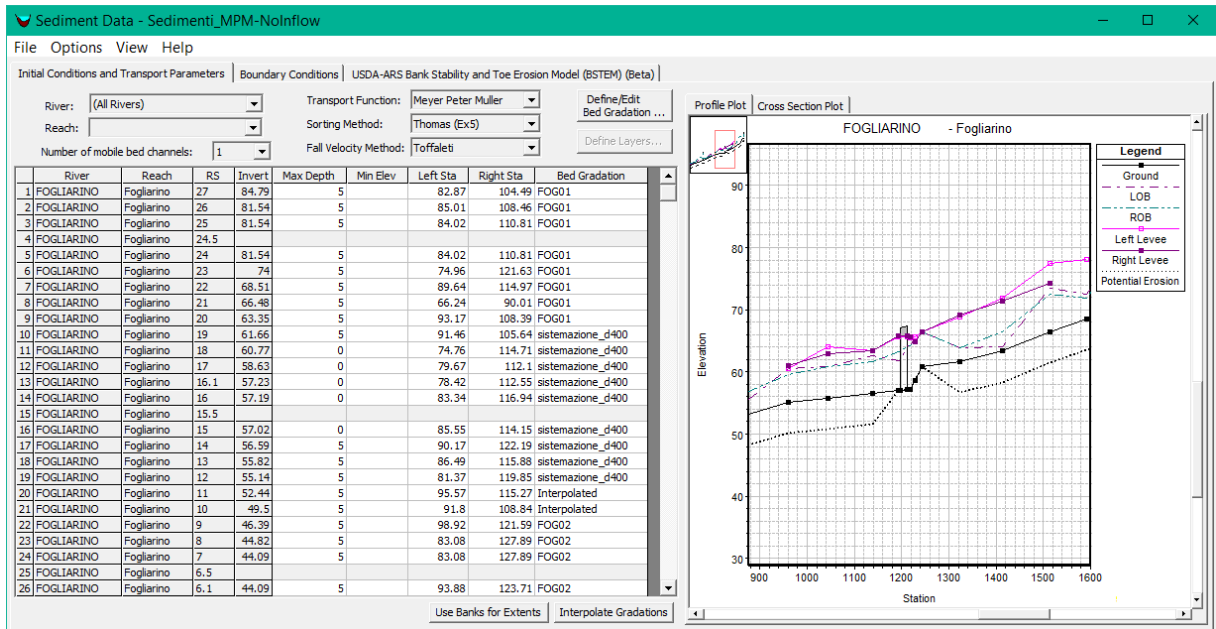 Sediment Data - Sedimenti_MPM-NoInflow
File Options View Help
Initial Conditions and Transport Parameters Boundary Conditions USDA-ARS Bank Stability and Toe Erosion Model (BSTEM) (Beta)
River: (All Rivers) Transport Function: Meyer Peter Muller Define/Edit Bed Gradation ...
Reach: Sorting Method: Thomas (Ex5) Define Layers...
Number of mobile bed channels: 1 Fall Velocity Method: Toffaleti
River Reach RS Invert Max Depth Min Elev Left Sta Right Sta Bed Gradation
1 FOGLIARINO Fogliarino 27 84.79 5 82.87 104.49 FOG01
2 FOGLIARINO Fogliarino 26 81.54 5 85.01 108.46 FOG01
3 FOGLIARINO Fogliarino 25 81.54 5 84.02 110.81 FOG01
4 FOGLIARINO Fogliarino 24.5
5 FOGLIARINO Fogliarino 24 81.54 5 84.02 110.81 FOG01
6 FOGLIARINO Fogliarino 23 74 5 74.96 121.63 FOG01
7 FOGLIARINO Fogliarino 22 68.51 5 89.64 114.97 FOG01
8 FOGLIARINO Fogliarino 21 66.48 5 66.24 90.01 FOG01
9 FOGLIARINO Fogliarino 20 63.35 5 93.17 108.39 FOG01
10 FOGLIARINO Fogliarino 19 61.66 5 91.46 105.64 sistemazione_d400
11 FOGLIARINO Fogliarino 18 60.77 0 74.76 114.71 sistemazione_d400
12 FOGLIARINO Fogliarino 17 58.63 0 79.67 112.1 sistemazione_d400
13 FOGLIARINO Fogliarino 16.1 57.23 0 78.42 112.55 sistemazione_d400
14 FOGLIARINO Fogliarino 16 57.19 0 83.34 116.94 sistemazione_d400
15 FOGLIARINO Fogliarino 15.5
16 FOGLIARINO Fogliarino 15 57.02 0 85.55 114.15 sistemazione_d400
17 FOGLIARINO Fogliarino 14 56.59 5 90.17 122.19 sistemazione_d400
18 FOGLIARINO Fogliarino 13 55.82 5 86.49 115.88 sistemazione_d400
19 FOGLIARINO Fogliarino 12 55.14 5 81.37 119.85 sistemazione_d400
20 FOGLIARINO Fogliarino 11 52.44 5 95.57 115.27 Interpolated
21 FOGLIARINO Fogliarino 10 49.5 5 91.8 108.84 Interpolated
22 FOGLIARINO Fogliarino 9 46.39 5 98.92 121.59 FOG02
23 FOGLIARINO Fogliarino 8 44.82 5 83.08 127.89 FOG02
24 FOGLIARINO Fogliarino 7 44.09 5 83.08 127.89 FOG02
25 FOGLIARINO Fogliarino 6.5
26 FOGLIARINO Fogliarino 6.1 44.09 5 93.88 123.71 FOG02
Use Banks for Extents Interpolate Gradations
Profile Plot Cross Section Plot
FOGLIARINO - Fogliarino
Legend
Ground
LOB
ROB
Left Levee
Right Levee
Potential Erosion
90
80
70
60
50
40
30
Elevation
900 1000 1100 1200 1300 1400 1500 1600
Station